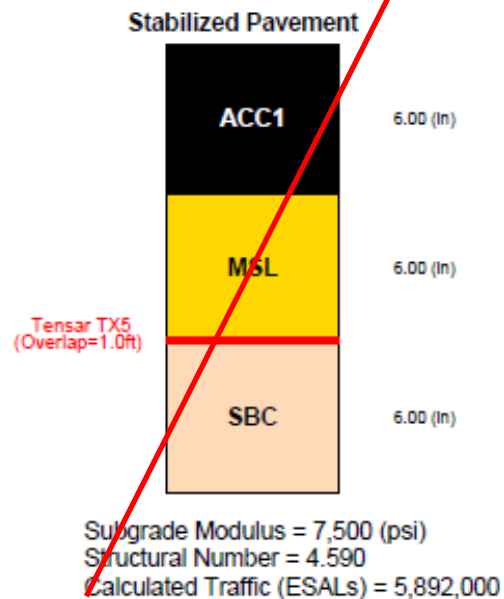 Stabilized Pavement
ACC1
6.00 (in)
MSL
6.00 (in)
Tensar TX5
(Overlap=1.0ft)
SBC
6.00 (in)
Subgrade Modulus = 7,500 (psi)
Structural Number = 4.590
Calculated Traffic (ESALs) = 5,892,000